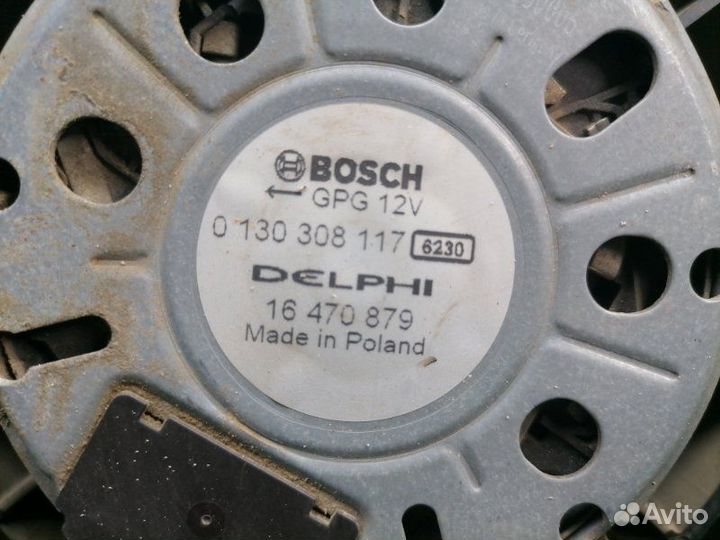 BOSCH
GPG 12V
0 130 308 117 6230
DELPHI
16 470 879
Made in Poland
Avito